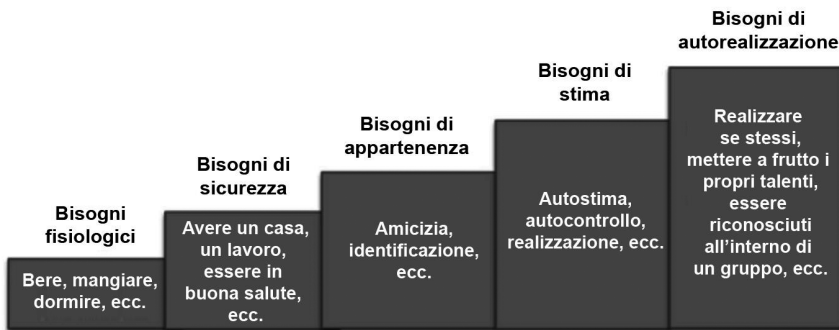 Bisogni
fisiologici
Bere, mangiare,
dormire, ecc.
Bisogni di
sicurezza
Avere un casa,
un lavoro,
essere in
buona salute,
ecc.
Bisogni di
appartenenza
Amicizia,
identificazione,
ecc.
Bisogni di
stima
Autostima,
autocontrollo,
realizzazione, ecc.
Bisogni di
autorealizzazione
Realizzare
se stessi,
mettere a frutto i
propri talenti,
essere
riconosciuti
all'interno di
un gruppo, ecc.